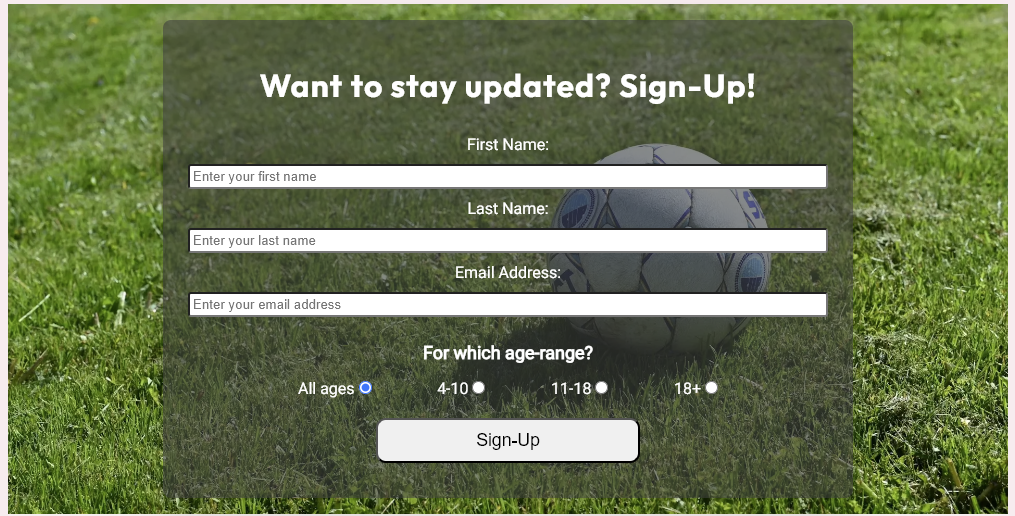 Want to stay updated? Sign-Up!
First Name:
Enter your first name
Last Name:
Enter your last name
Email Address:
Enter your email address
For which age-range?
All ages 4-10 11-18 18+
Sign-Up